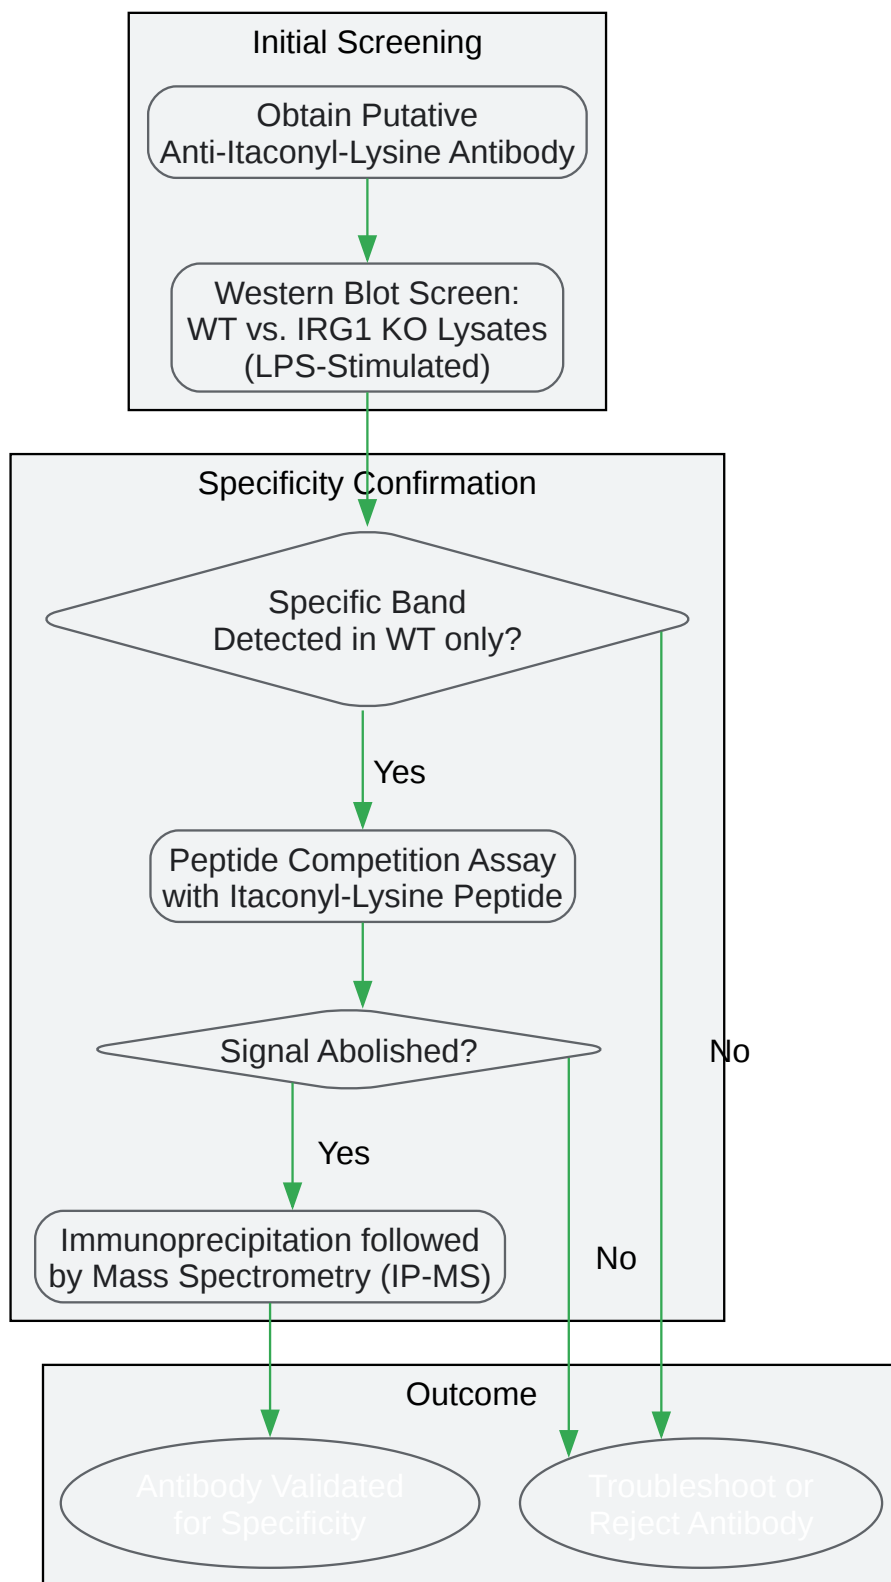 Initial Screening
Obtain Putative
Anti-Itaconyl-Lysine Antibody
Western Blot Screen:
WT vs. IRG1 KO Lysates
(LPS-Stimulated)
Specificity Confirmation
Specific Band
Detected in WT only?
Yes
Peptide Competition Assay
with Itaconyl-Lysine Peptide
Signal Abolished?
No
Yes
Immunoprecipitation followed
by Mass Spectrometry (IP-MS)
No
Outcome
Antibody Validated
for Specificity
Troubleshoot or
Reject Antibody